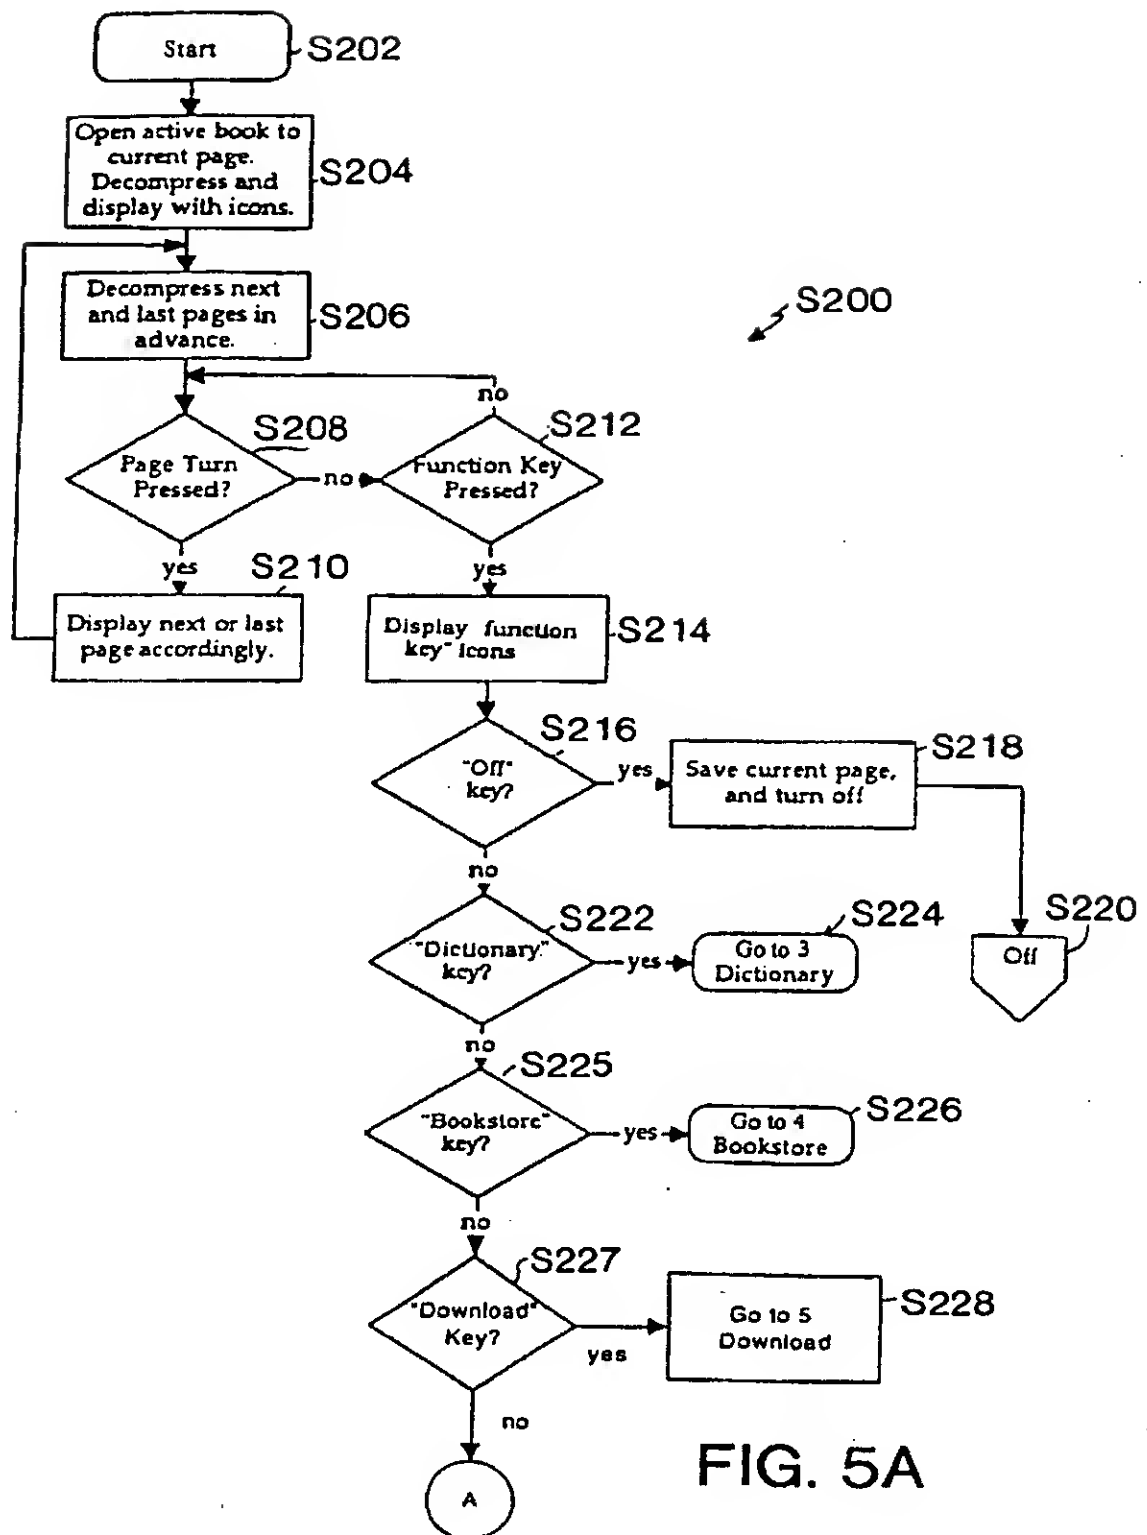 Start
S202
Open active book to
current page.
Decompress and
display with icons.
S204
Decompress next
and last pages in
advance.
S206
S200
no
S208
Page Turn
Pressed?
no
S212
Function Key
Pressed?
yes
S210
Display next or last
page accordingly.
yes
Display function
key" icons
S214
S216
"Off"
key?
yes
S218
Save current page,
and turn off
no
S222
"Dictionary"
key?
yes
S224
Go to 3
Dictionary
S220
Off
no
S225
"Bookstore"
key?
yes
S226
Go to 4
Bookstore
no
S227
"Download"
Key?
yes
S228
Go to 5
Download
no
A
FIG. 5A